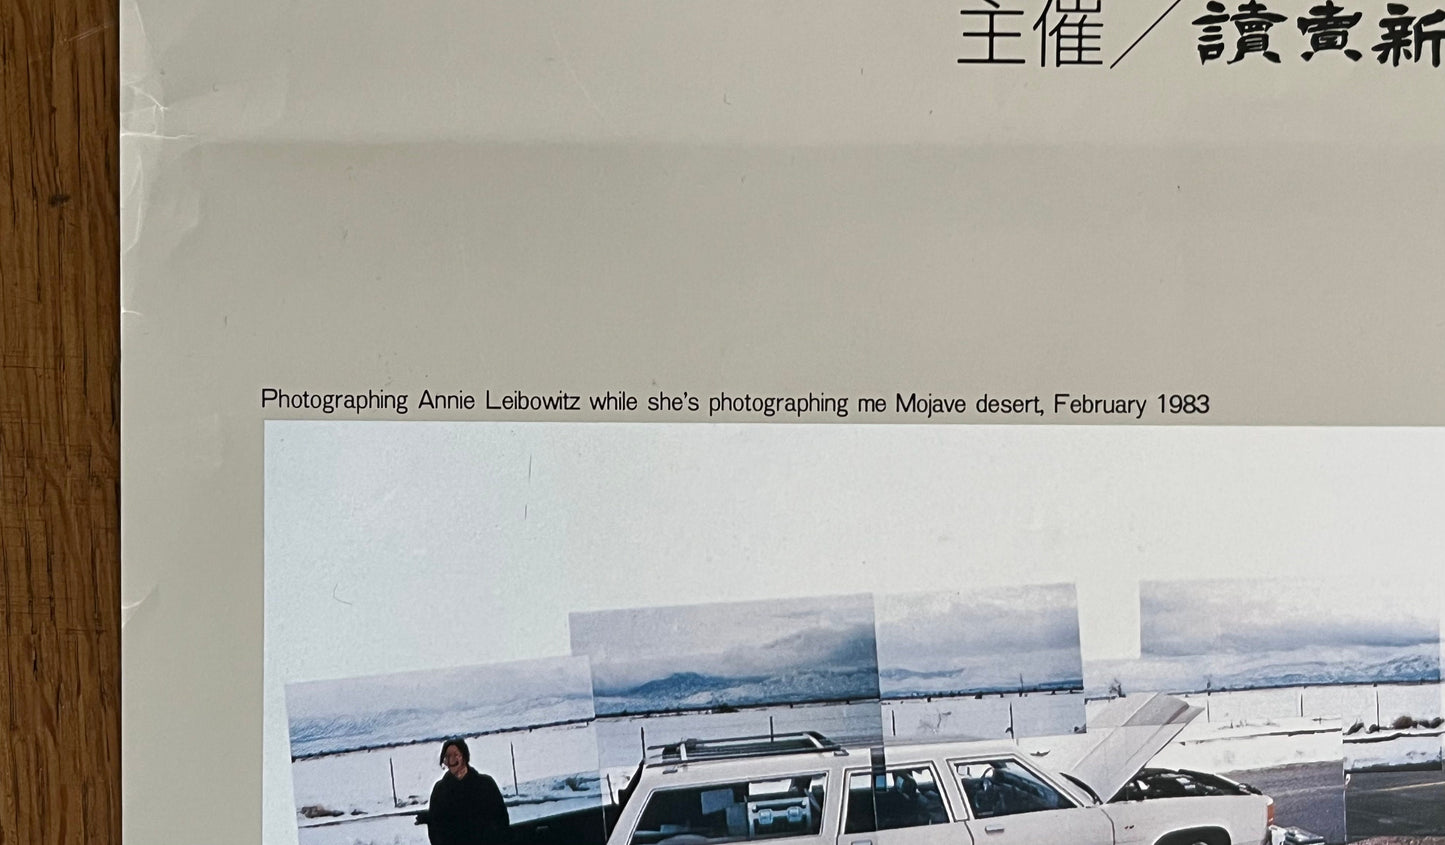 主催／讀賣新
Photographing Annie Leibowitz while she's photographing me Mojave desert, February 1983